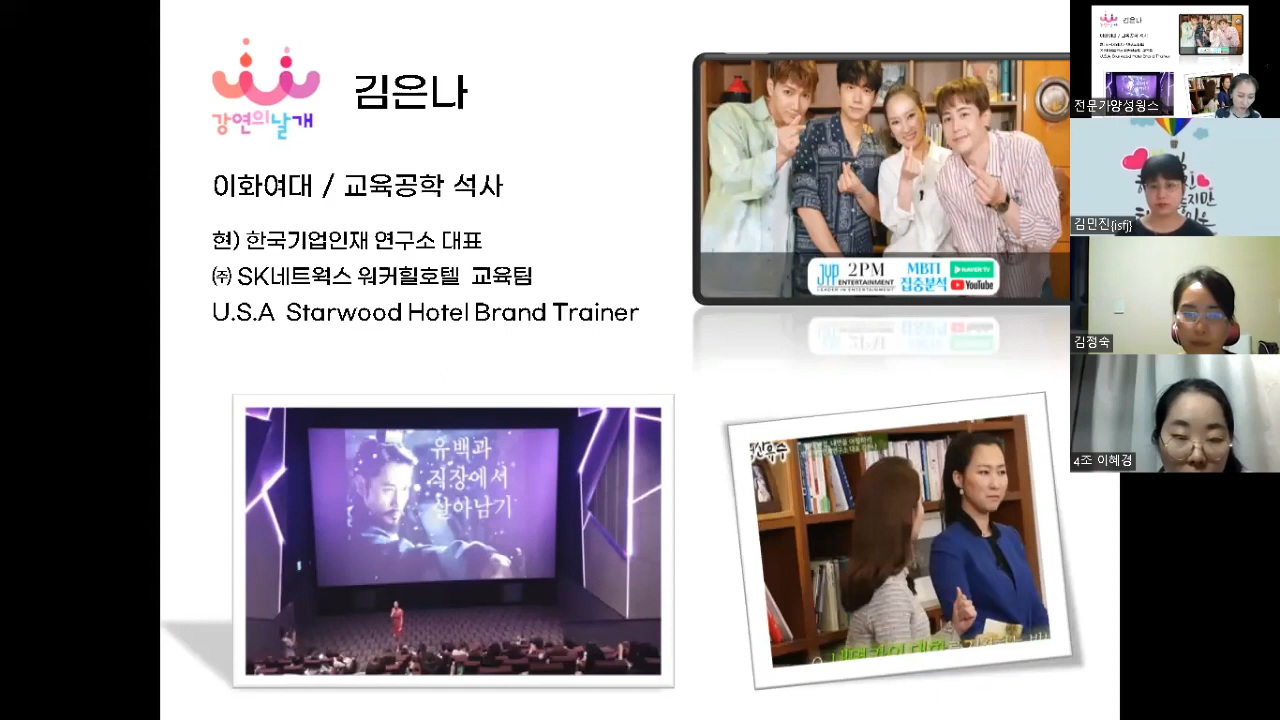 강연의날개
김은나
이화여대 / 교육공학 석사
현) 한국기업인재 연구소 대표
㈜ SK네트웍스 워커힐호텔 교육팀
U.S.A Starwood Hotel Brand Trainer
JYP
ENTERTAINMENT
LEADER IN ENTERTAINMENT
2PM
MBTI
집중분석
NAVER TV
YouTube
유백과
직장에서
살아남기
전문가양성윙스
김민진{isfj}
김정숙
4조 이혜경